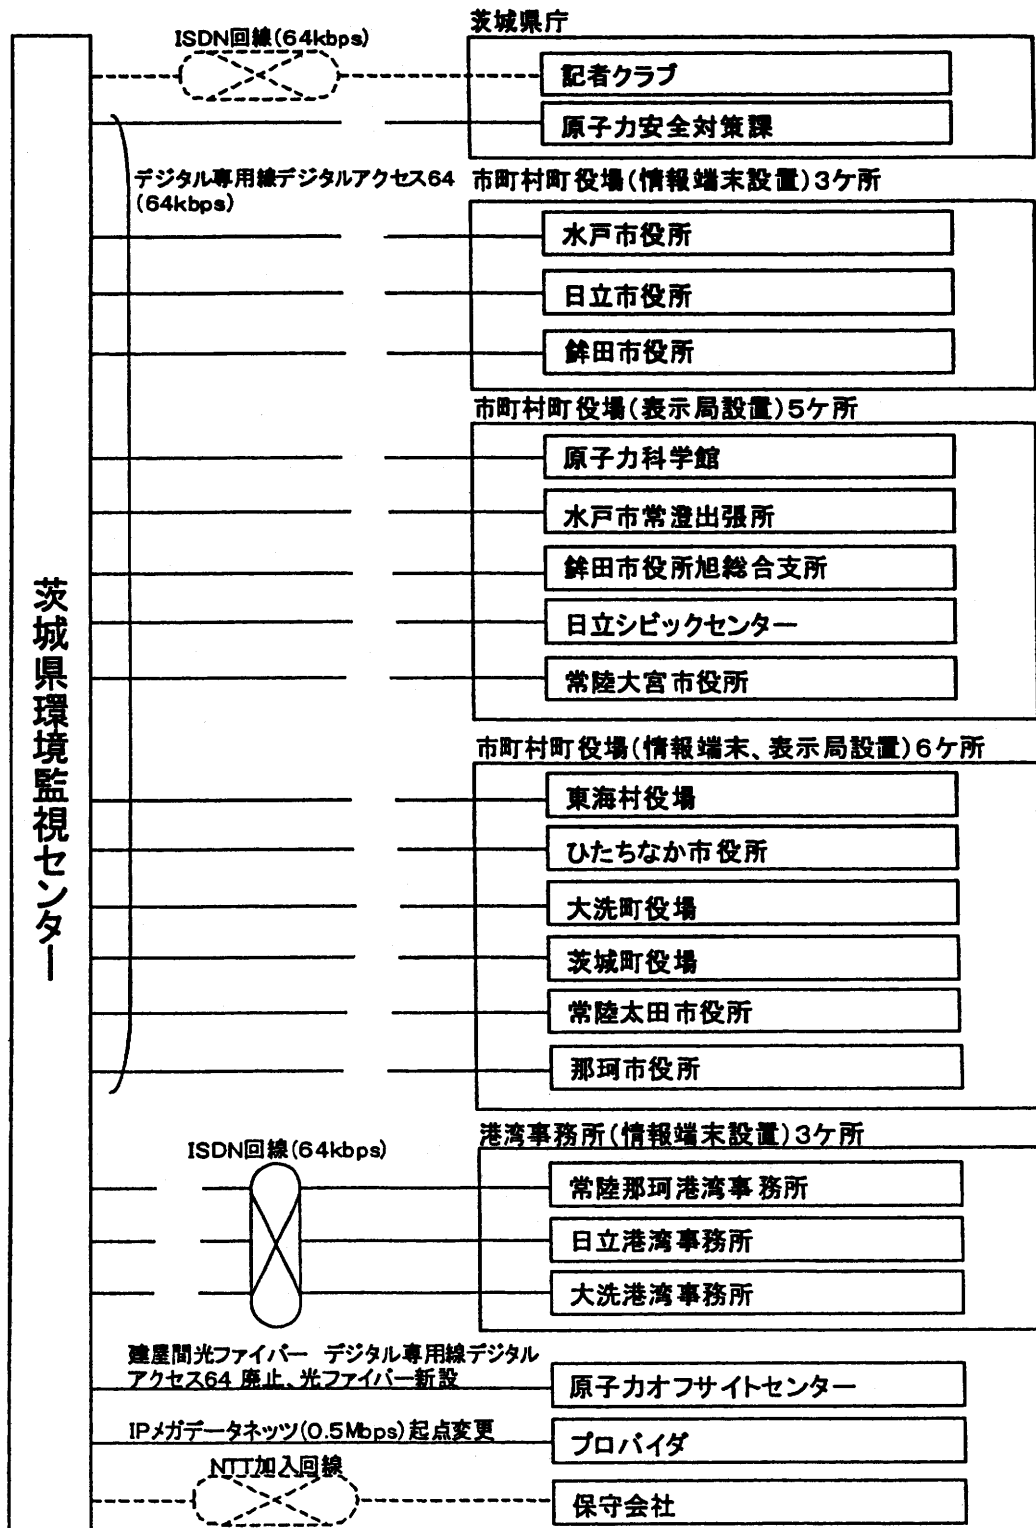 茨城県庁
ISDN回線(64kbps)
記者クラブ
原子力安全対策課
デジタル専用線デジタルアクセス64
(64kbps)
市町村町役場(情報端末設置)3ケ所
水戸市役所
日立市役所
鉾田市役所
市町村町役場(表示局設置)5ケ所
原子力科学館
水戸市常澄出張所
鉾田市役所旭総合支所
日立シビックセンター
常陸大宮市役所
茨城県環境監視センター
市町村町役場(情報端末、表示局設置)6ケ所
東海村役場
ひたちなか市役所
大洗町役場
茨城町役場
常陸太田市役所
那珂市役所
港湾事務所(情報端末設置)3ケ所
ISDN回線(64kbps)
常陸那珂港湾事務所
日立港湾事務所
大洗港湾事務所
建屋間光ファイバー デジタル専用線デジタル
アクセス64 廃止、光ファイバー新設
原子力オフサイトセンター
IPメガデータネッツ(0.5Mbps)起点変更
プロバイダ
NTT加入回線
保守会社